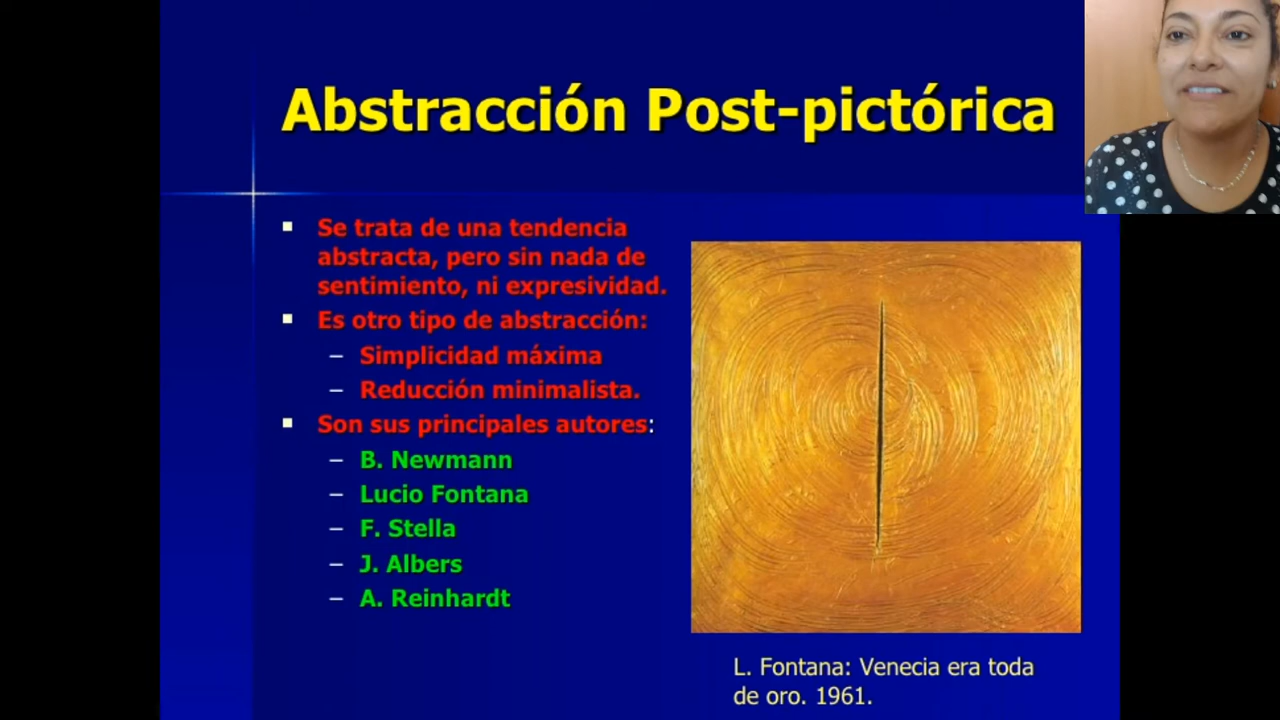 Abstracción Post-pictórica
Se trata de una tendencia
abstracta, pero sin nada de
sentimiento, ni expresividad.
Es otro tipo de abstracción:
– Simplicidad máxima
– Reducción minimalista.
Son sus principales autores:
– B. Newmann
– Lucio Fontana
– F. Stella
– J. Albers
– A. Reinhardt
L. Fontana: Venecia era toda
de oro. 1961.